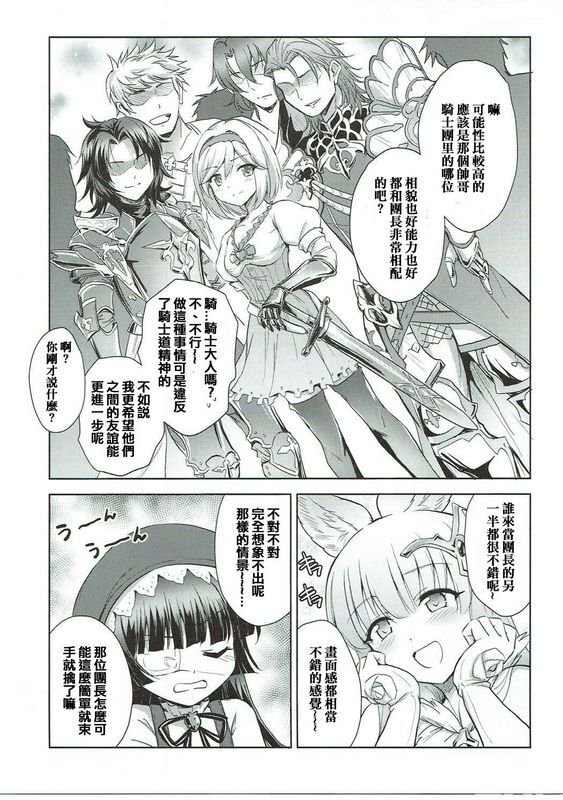 嘛
可能性比較高的
應該是那個帥哥
騎士團里的哪位
相貌也好能力也好
都和團長非常相配
的吧?
騎…騎士大人嗎?
不、不行~~
做這種事情可是違反
了騎士道精神的
不如說
我更希望他們
之間的友誼能
更進一步呢
啊?
你剛才説什麼?
誰來當團長的另
一半都很不錯呢~
キラ
キラ
畫面感都相當
不錯的感覺~~
不對不對
完全想象不出呢
那樣的情景~~~…
うーん
うーん
那位團長怎麼可
能這麼簡單就束
手就擒了嘛